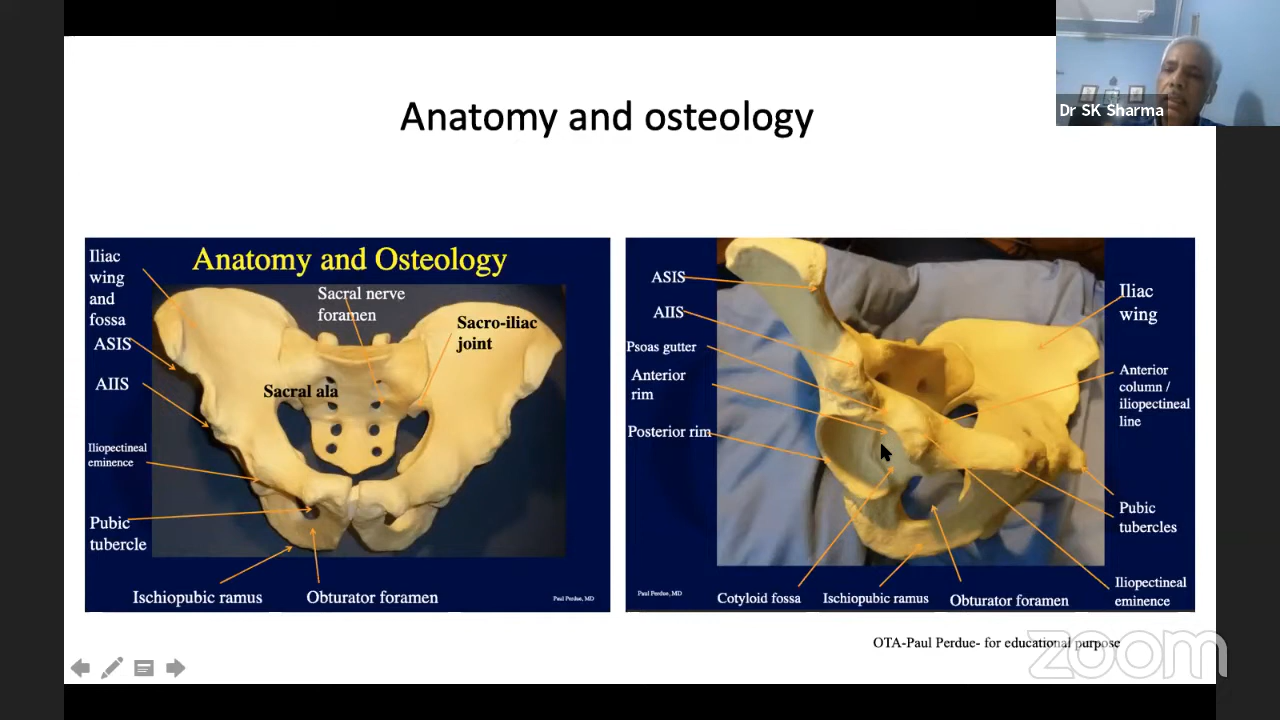 Anatomy and osteology
Dr SK Sharma
Anatomy and Osteology
Iliac
wing
and
fossa
ASIS
AIIS
Iliopectineal
eminence
Pubic
tubercle
Ischiopubic ramus
Obturator foramen
Sacral nerve
foramen
Sacro-iliac
joint
Sacral ala
Paul Perdue, MD
ASIS
AIIS
Psoas gutter
Anterior
rim
Posterior rim
Iliac
wing
Anterior
column /
iliopectineal
line
Pubic
tubercles
Iliopectineal
eminence
Paul Perdue, MD
Cotyloid fossa
Ischiopubic ramus
Obturator foramen
OTA-Paul Perdue- for educational purpose
zoom